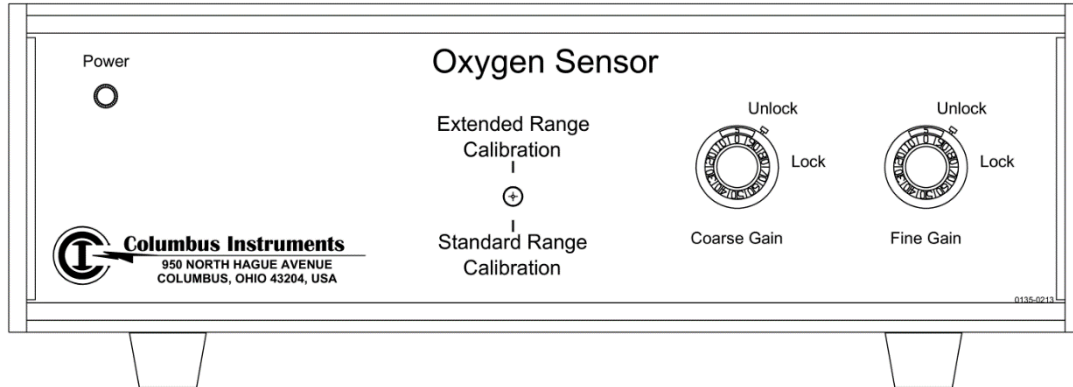 Power
Oxygen Sensor
Extended Range
Calibration
Standard Range
Calibration
Unlock
Lock
Coarse Gain
Unlock
Lock
Fine Gain
Columbus Instruments
950 NORTH HAGUE AVENUE
COLUMBUS, OHIO 43204, USA
0135-0213